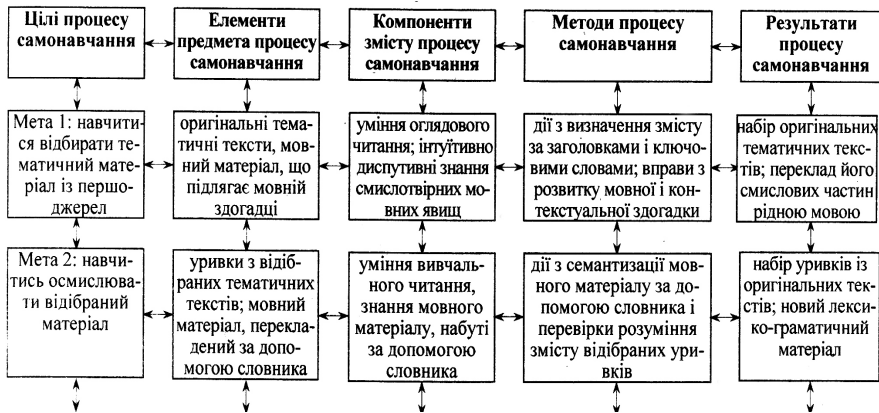 Цілі процесу
самонавчання
Елементи
предмета процесу
самонавчання
Компоненти
змісту процесу
самонавчання
Методи процесу
самонавчання
Результати
процесу
самонавчання
Мета 1: навчити-
ся відбирати те-
матичний мате-
ріал із першо-
джерел
оригінальні тема-
тичні тексти, мов-
ний матеріал, що
підлягає мовній
здогадці
уміння оглядового
читання; інтуїтивно
диспутивні знання
смислотвірних мо-
вних явищ
дії з визначення змісту
за заголовками і ключо-
вими словами; вправи з
розвитку мовної і кон-
текстуальної здогадки
набір оригінальних
тематичних текс-
тів; переклад його
смислових частин
рідною мовою
Мета 2: навчи-
тись осмислюва-
ти відібраний
матеріал
уривки з відіб-
раних тематичних
текстів; мовний
матеріал, перекла-
дений за допо-
могою словника
уміння вивчаль-
ного читання,
знання мовного
матеріалу, набуті
за допомогою
словника
дії з семантизації мов-
ного матеріалу за до-
помогою словника і
перевірки розуміння
змісту відібраних ури-
вків
набір уривків із
оригінальних тек-
стів; новий лекси-
ко-граматичний
матеріал